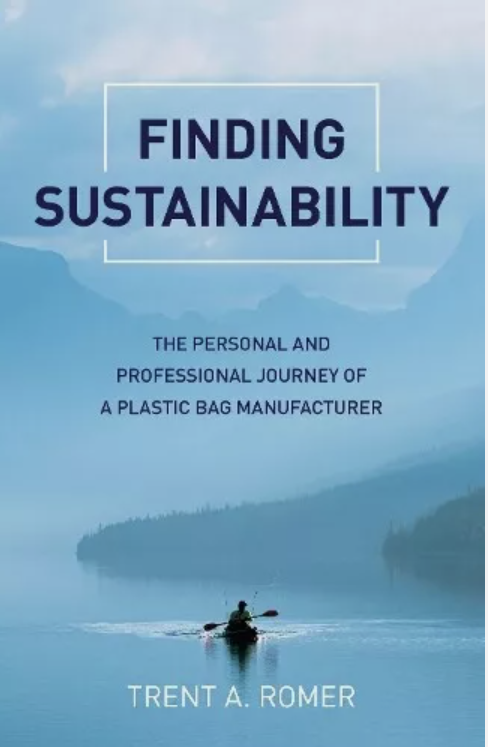 FINDING
SUSTAINABILITY
THE PERSONAL AND
PROFESSIONAL JOURNEY OF
A PLASTIC BAG MANUFACTURER
TRENT A. ROMER